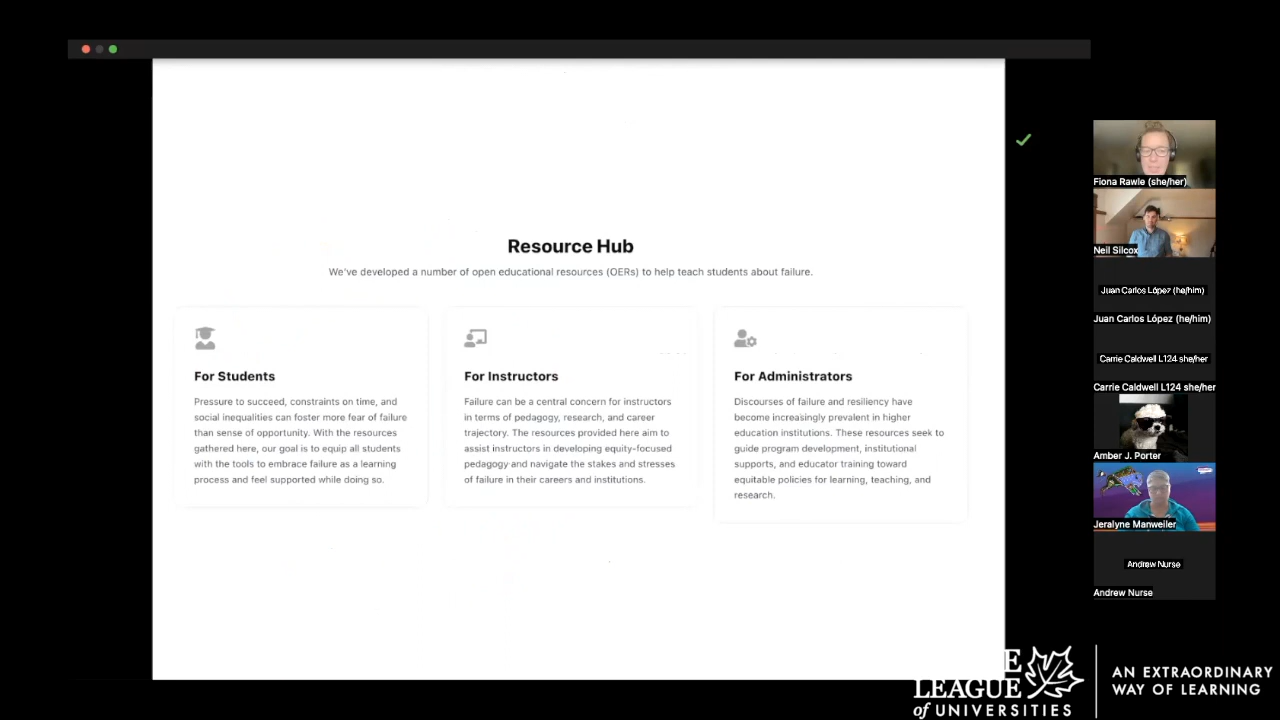 Resource Hub
We've developed a number of open educational resources (OERs) to help teach students about failure.
For Students
Pressure to succeed, constraints on time, and
social inequalities can foster more fear of failure
than sense of opportunity. With the resources
gathered here, our goal is to equip all students
with the tools to embrace failure as a learning
process and feel supported while doing so.
For Instructors
Failure can be a central concern for instructors
in terms of pedagogy, research, and career
trajectory. The resources provided here aim to
assist instructors in developing equity-focused
pedagogy and navigate the stakes and stresses
of failure in their careers and institutions.
For Administrators
Discourses of failure and resiliency have
become increasingly prevalent in higher
education institutions. These resources seek to
guide program development, institutional
supports, and educator training toward
equitable policies for learning, teaching, and
research.
Fiona Rawle (she/her)
Neil Silcox
Juan Carlos López (he/him)
Juan Carlos López (he/him)
Carrie Caldwell L124 she/her
Carrie Caldwell L124 she/her
Amber J. Porter
Jeralyne Manweiler
Andrew Nurse
Andrew Nurse
LEAGUE
of UNIVERSITIES
AN EXTRAORDINARY
WAY OF LEARNING